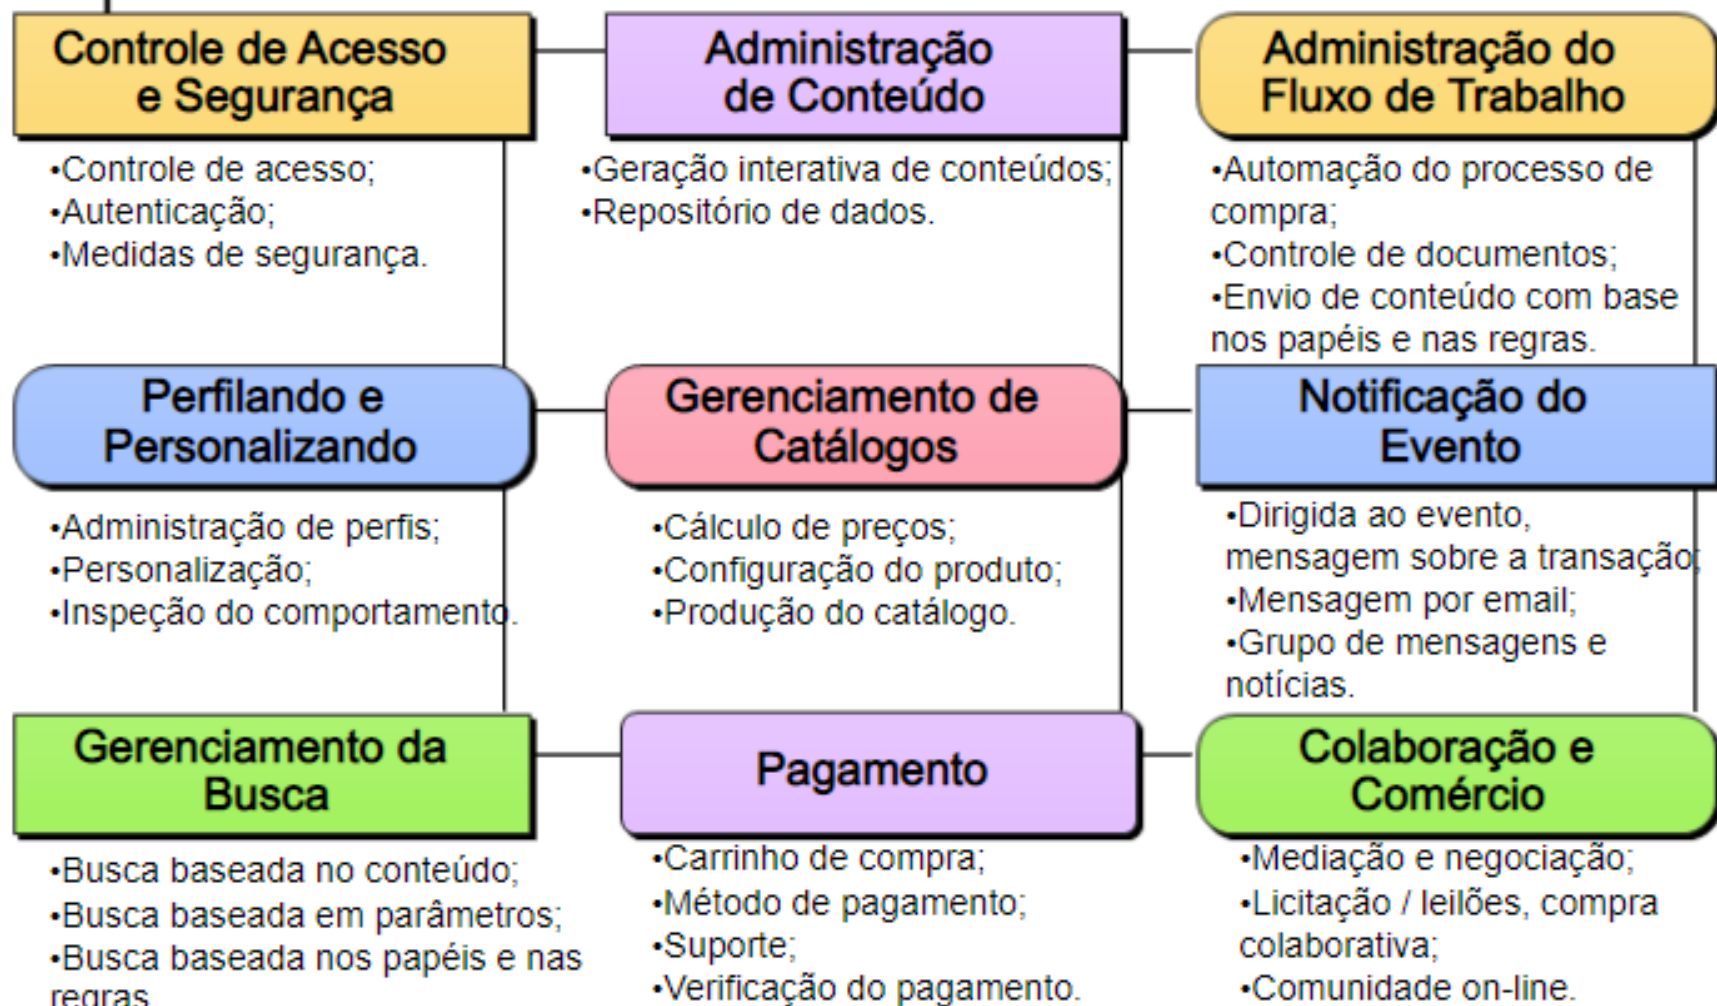 Controle de Acesso
e Segurança
•Controle de acesso;
•Autenticação;
•Medidas de segurança.
Administração
de Conteúdo
•Geração interativa de conteúdos;
•Repositório de dados.
Administração do
Fluxo de Trabalho
•Automação do processo de
compra;
•Controle de documentos;
•Envio de conteúdo com base
nos papéis e nas regras.
Perfilando e
Personalizando
•Administração de perfis;
•Personalização;
•Inspeção do comportamento.
Gerenciamento de
Catálogos
•Cálculo de preços;
•Configuração do produto;
•Produção do catálogo.
Notificação do
Evento
•Dirigida ao evento,
mensagem sobre a transação;
•Mensagem por email;
•Grupo de mensagens e
notícias.
Gerenciamento da
Busca
•Busca baseada no conteúdo;
•Busca baseada em parâmetros;
•Busca baseada nos papéis e nas
regras
Pagamento
•Carrinho de compra;
•Método de pagamento;
•Suporte;
•Verificação do pagamento.
Colaboração e
Comércio
•Mediação e negociação;
•Licitação / leilões, compra
colaborativa;
•Comunidade on-line.